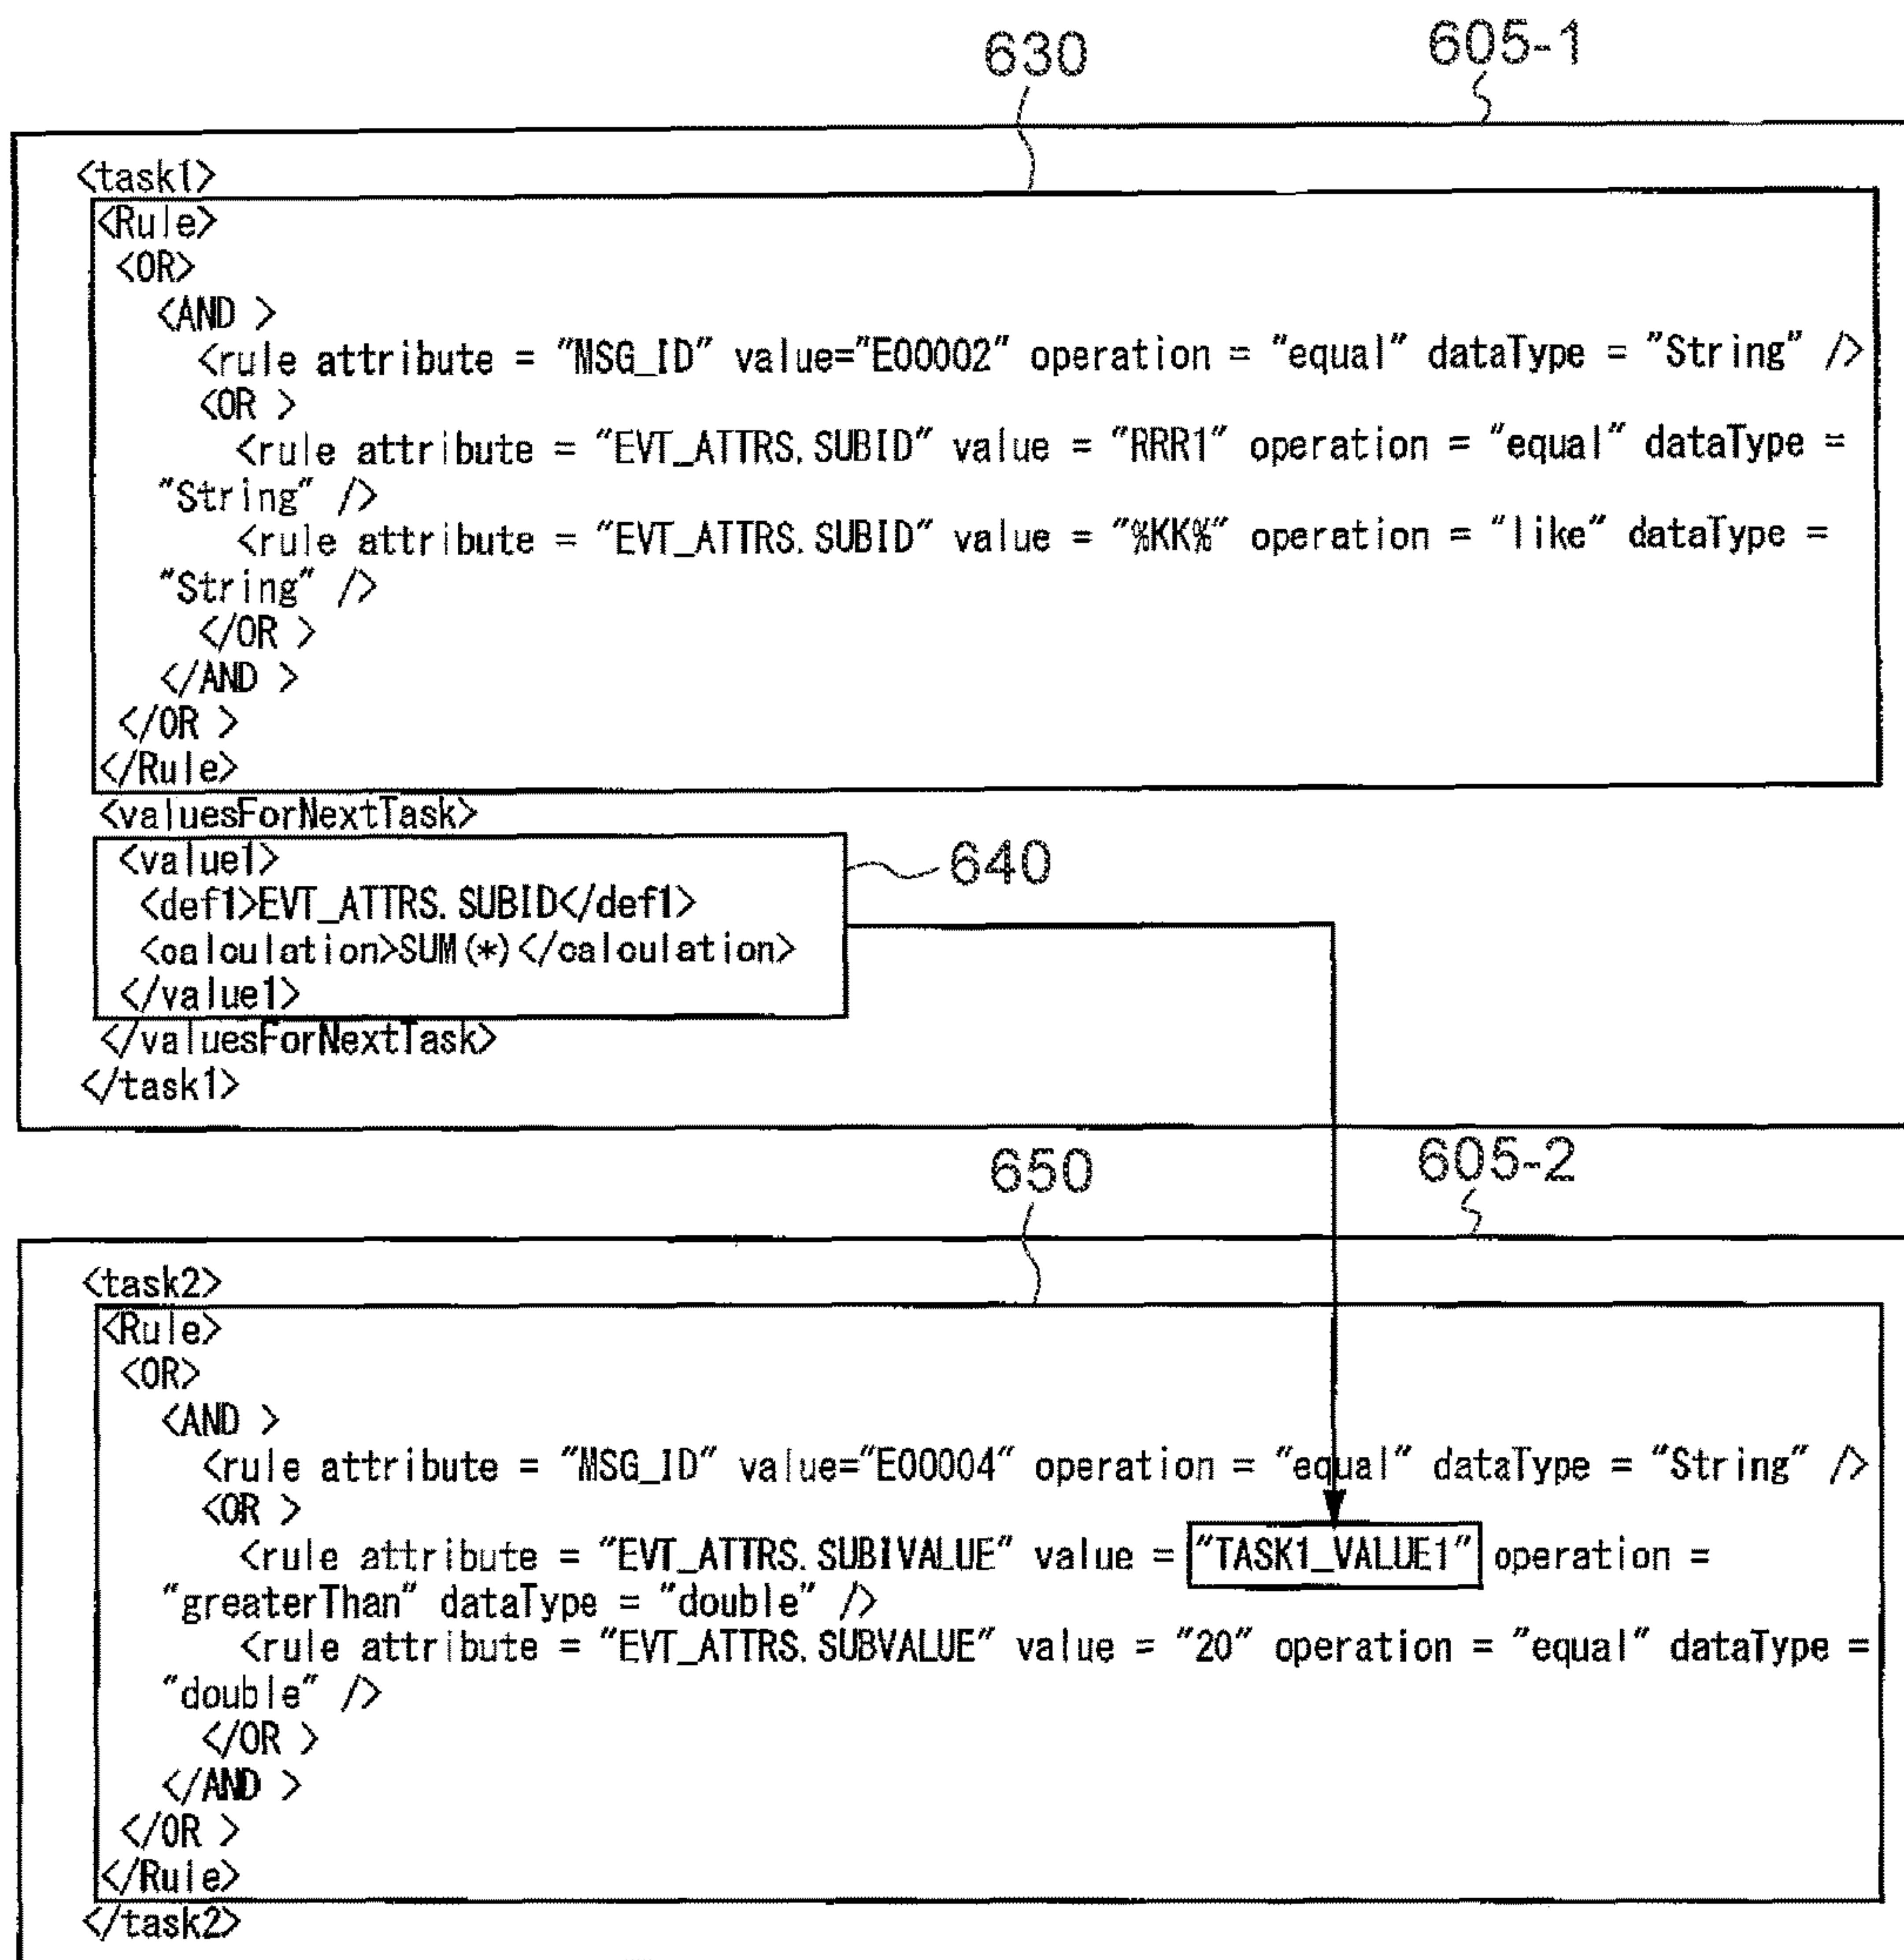 630
605-1
<task1>
<Rule>
<OR>
<AND >
<rule attribute = "MSG_ID" value="E00002" operation = "equal" dataType = "String" />
<OR >
<rule attribute = "EVT_ATTRS.SUBID" value = "RRR1" operation = "equal" dataType =
"String" />
<rule attribute = "EVT_ATTRS.SUBID" value = "%KK%" operation = "like" dataType =
"String" />
</OR >
</AND >
</OR >
</Rule>
<valuesForNextTask>
<value1>
640
<def1>EVT_ATTRS.SUBID</def1>
<calculation>SUM(*)</calculation>
</value1>
</valuesForNextTask>
</task1>
650
605-2
<task2>
<Rule>
<OR>
<AND >
<rule attribute = "MSG_ID" value="E00004" operation = "equal" dataType = "String" />
<OR >
<rule attribute = "EVT_ATTRS.SUBIVALUE" value = "TASK1_VALUE1" operation =
"greaterThan" dataType = "double" />
<rule attribute = "EVT_ATTRS.SUBVALUE" value = "20" operation = "equal" dataType =
"double" />
</OR >
</AND >
</OR >
</Rule>
</task2>